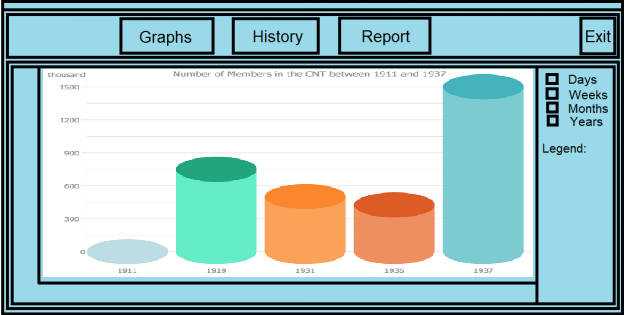 Graphs History Report Exit
thousand
Number of Members in the CNT between 1911 and 1937
1500
1200
900
600
300
0
1911 1919 1931 1936 1937
Days
Weeks
Months
Years
Legend: